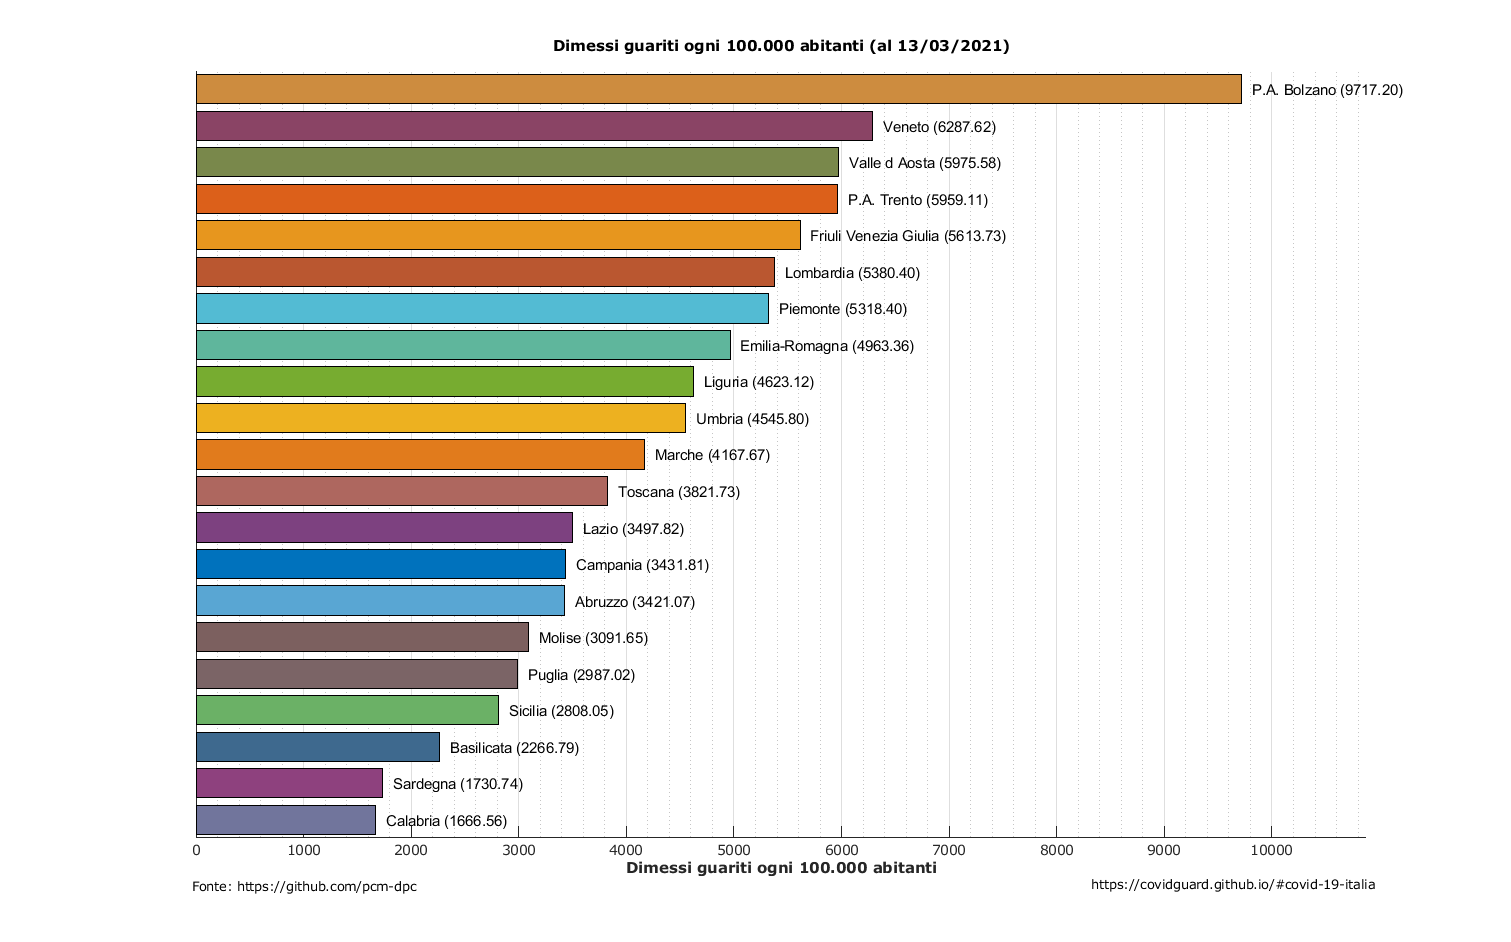 Dimessi guariti ogni 100.000 abitanti (al 13/03/2021)
P.A. Bolzano (9717.20)
Veneto (6287.62)
Valle d Aosta (5975.58)
P.A. Trento (5959.11)
Friuli Venezia Giulia (5613.73)
Lombardia (5380.40)
Piemonte (5318.40)
Emilia-Romagna (4963.36)
Liguria (4623.12)
Umbria (4545.80)
Marche (4167.67)
Toscana (3821.73)
Lazio (3497.82)
Campania (3431.81)
Abruzzo (3421.07)
Molise (3091.65)
Puglia (2987.02)
Sicilia (2808.05)
Basilicata (2266.79)
Sardegna (1730.74)
Calabria (1666.56)
0 1000 2000 3000 4000 5000 6000 7000 8000 9000 10000
Dimessi guariti ogni 100.000 abitanti
Fonte: https://github.com/pcm-dpc
https://covidguard.github.io/#covid-19-italia